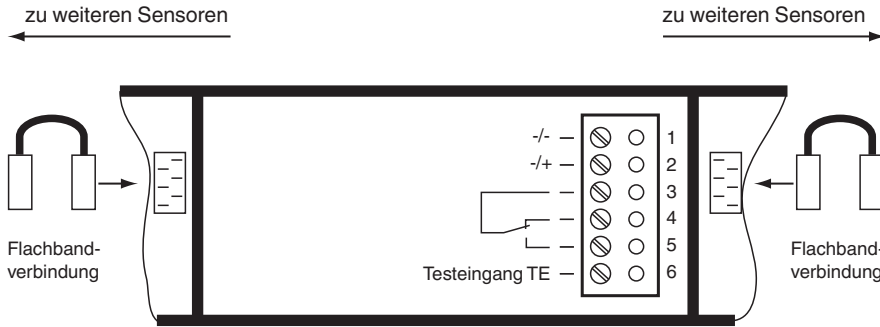 zu weiteren Sensoren
zu weiteren Sensoren
-/- 1
-/+ 2
3
4
5
Testeingang TE 6
Flachband-
verbindung
Flachband-
verbindung